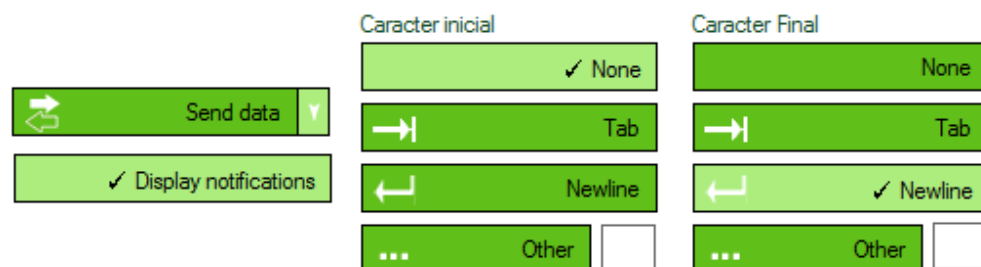 Caracter inicial
Caracter Final
✓ None
None
Send data
Tab
Tab
✓ Display notifications
Newline
✓ Newline
... Other
... Other